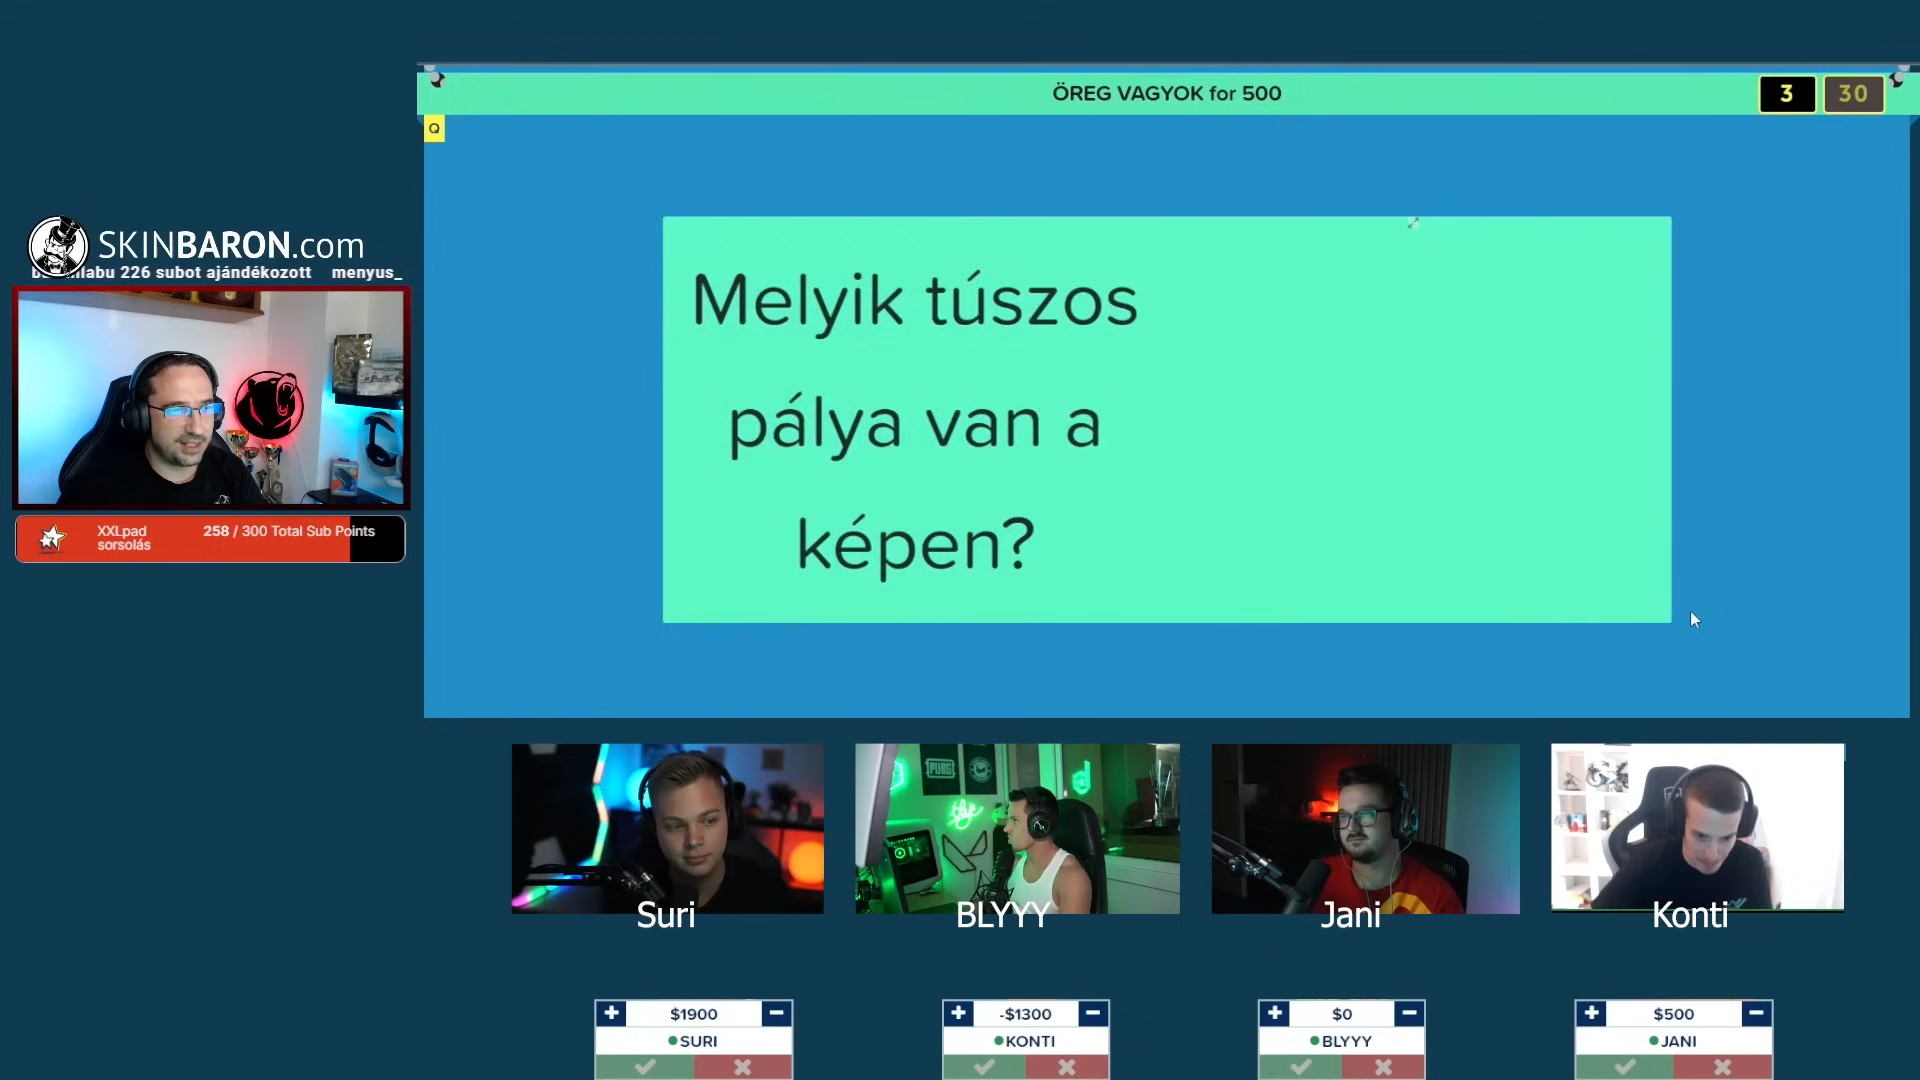 ÖREG VAGYOK for 500
3
30
Q
Melyik túszos
pálya van a
képen?
SKINBARON.com
226 subot ajándékozott menyus_
XXLpad
sorsolás
258 / 300 Total Sub Points
PUBG
Suri
BLYYY
Jani
Konti
$1900
SURI
-$1300
KONTI
$0
BLYYY
$500
JANI